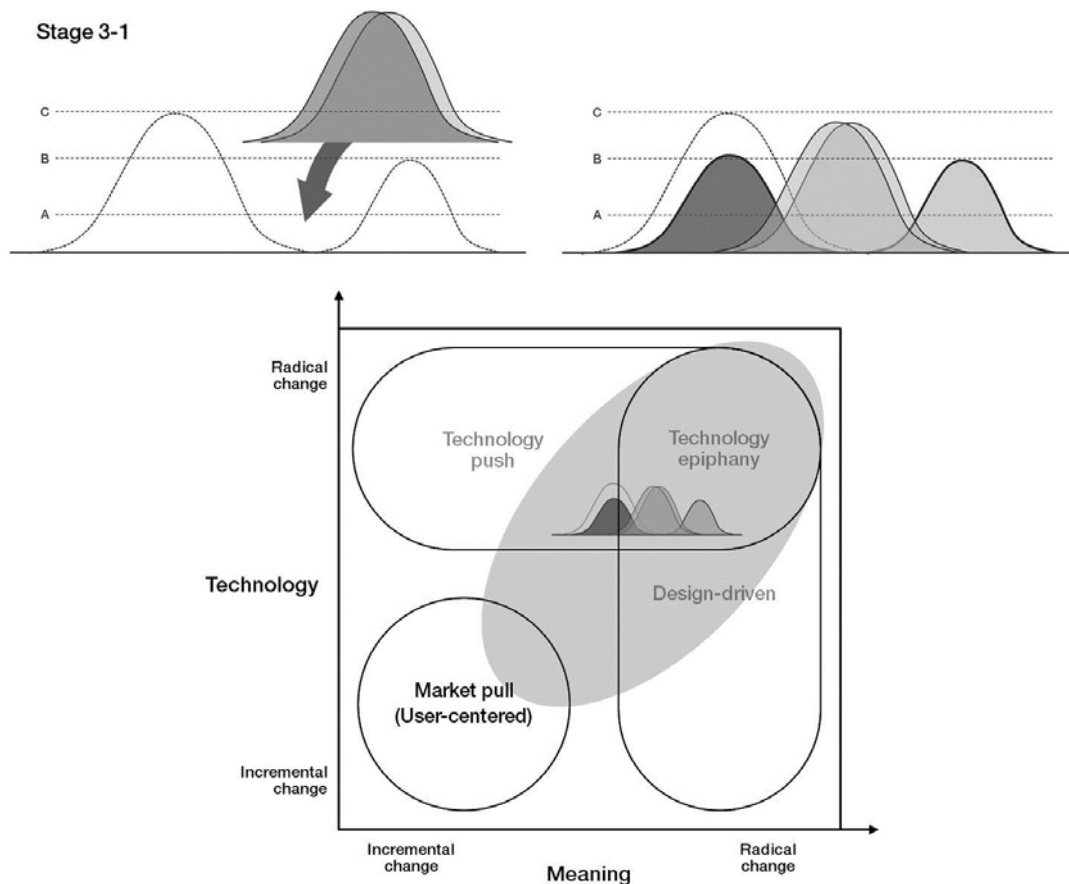 Stage 3-1
C
B
A
C
B
A
Radical
change
Technology
push
Technology
epiphany
Technology
Design-driven
Market pull
(User-centered)
Incremental
change
Incremental
change
Radical
change
Meaning